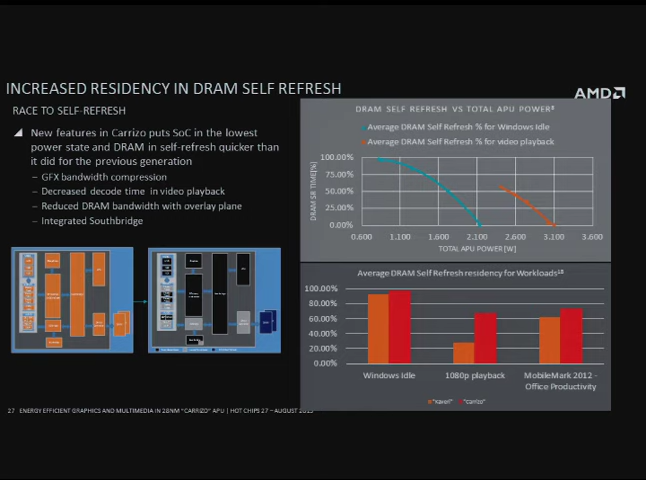 INCREASED RESIDENCY IN DRAM SELF REFRESH
AMD
RACE TO SELF-REFRESH
New features in Carrizo puts SoC in the lowest
power state and DRAM in self-refresh quicker than
it did for the previous generation
– GFX bandwidth compression
– Decreased decode time in video playback
– Reduced DRAM bandwidth with overlay plane
– Integrated Southbridge
DRAM SELF REFRESH VS TOTAL APU POWER
Average DRAM Self Refresh % for Windows Idle
Average DRAM Self Refresh % for video playback
DRAM SR TIME[%]
100.00%
75.00%
50.00%
25.00%
0.00%
0.600 1.100 1.600 2.100 2.600 3.100 3.600
TOTAL APU POWER [W]
Average DRAM Self Refresh residency for Workloads
100.00%
80.00%
60.00%
40.00%
20.00%
0.00%
Windows Idle 1080p playback MobileMark 2012 -
Office Productivity
"Kaveri" "Carrizo"
27 ENERGY EFFICIENT GRAPHICS AND MULTIMEDIA IN 28NM "CARRIZO" APU | HOT CHIPS 27 – AUGUST 2015